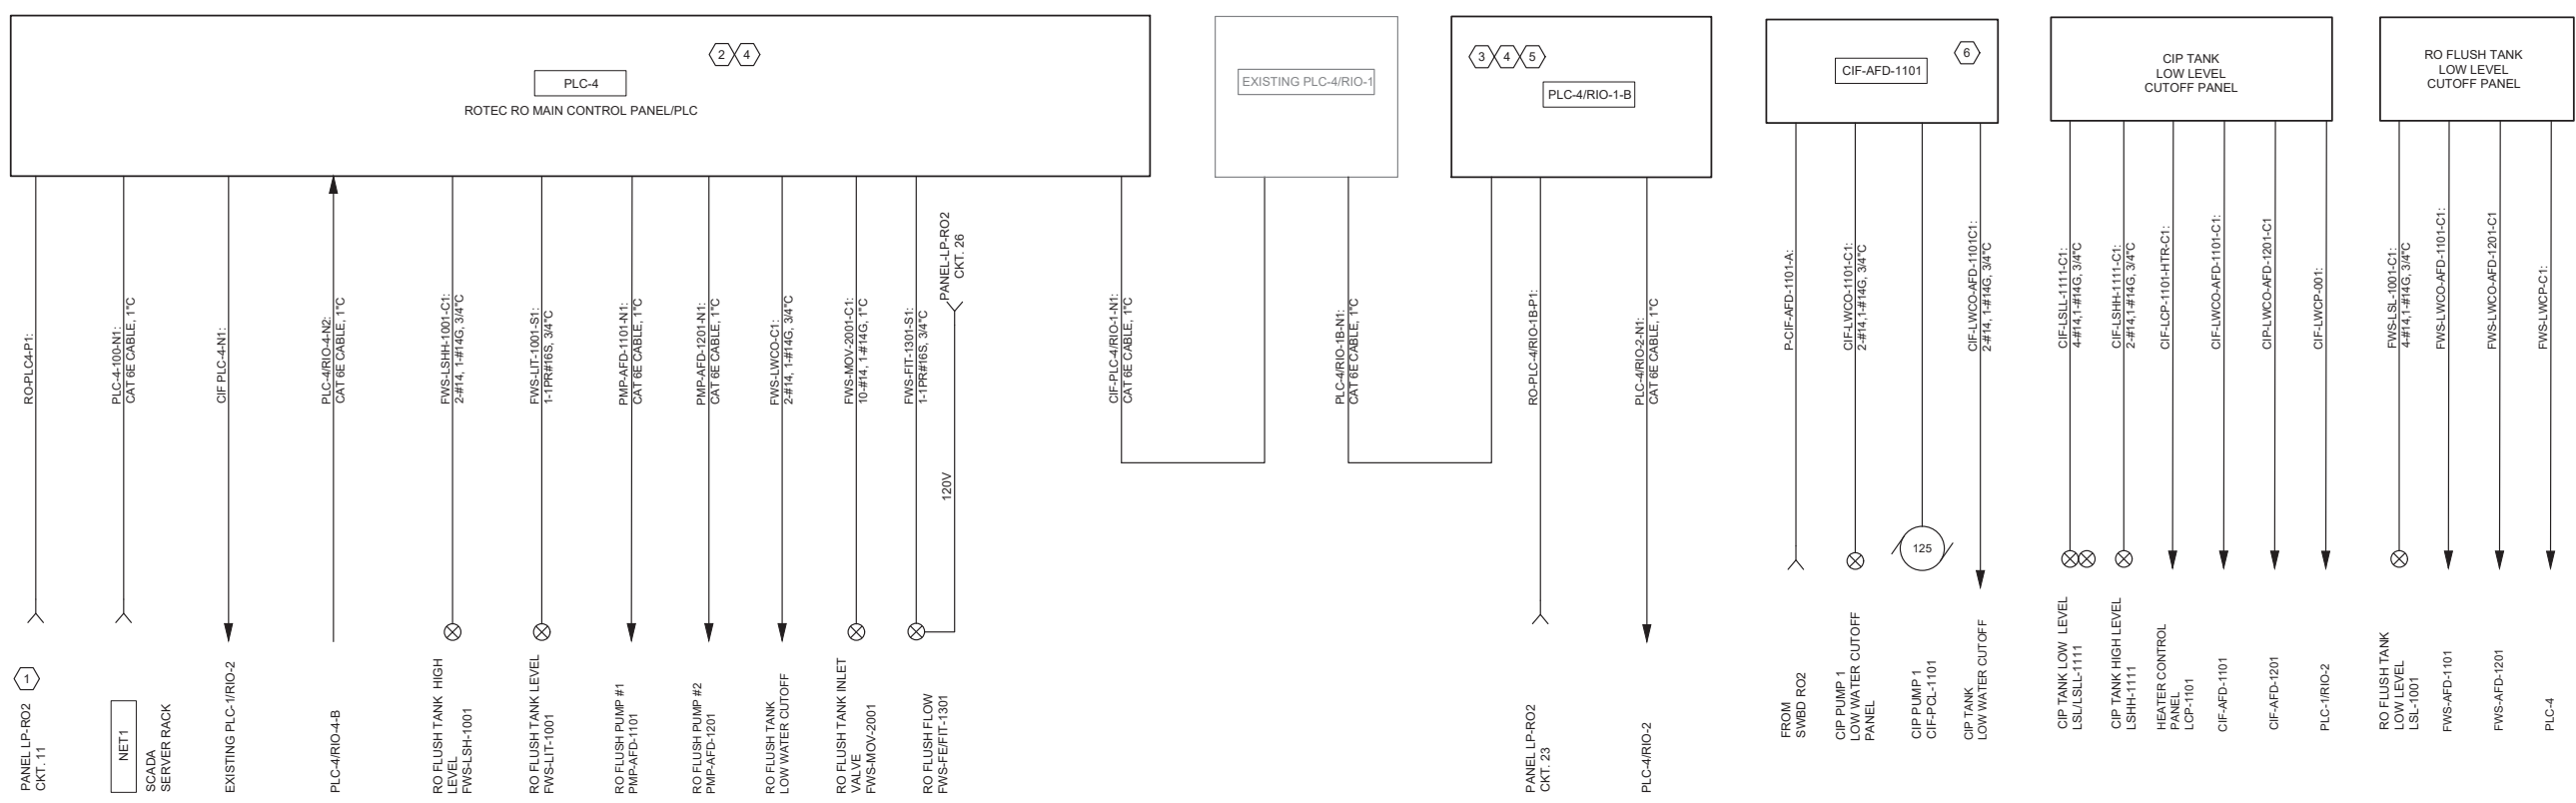 2
4
PLC-4
ROTEC RO MAIN CONTROL PANEL/PLC
EXISTING PLC-4/RIO-1
3
4
5
PLC-4/RIO-1-B
6
CIF-AFD-1101
CIP TANK
LOW LEVEL
CUTOFF PANEL
RO FLUSH TANK
LOW LEVEL
CUTOFF PANEL
RO-PLC4-P1:
PLC-4-100-N1:
CAT 6E CABLE, 1"C
CIF PLC-4-N1:
PLC-4/RIO-4-N2:
CAT 6E CABLE, 1"C
FWS-LSHH-1001-C1:
2-#14, 1-#14G, 3/4"C
FWS-LIT-1001-S1:
1-1PR#16S, 3/4"C
PMP-AFD-1101-N1:
CAT 6E CABLE, 1"C
PMP-AFD-1201-N1:
CAT 6E CABLE, 1"C
FWS-LWCO-C1:
2-#14, 1-#14G, 3/4"C
FWS-MOV-2001-C1:
10-#14, 1-#14G, 1"C
FWS-FIT-1301-S1:
1-1PR#16S, 3/4"C
PANEL-LP-RO2
CKT. 26
120V
CIF-PLC-4/RIO-1-N1:
CAT 6E CABLE, 1"C
PLC-4/RIO-1B-N1:
CAT 6E CABLE, 1"C
RO-PLC-4/RIO-1B-P1:
PLC-4/RIO-2-N1:
CAT 6E CABLE, 1"C
P-CIF-AFD-1101-A:
CIF-LWCO-1101-C1:
2-#14,1-#14G, 3/4"C
125
CIF-LWCO-AFD-1101C1:
2-#14, 1-#14G, 3/4"C
CIF-LSLL-1111-C1:
4-#14,1-#14G, 3/4"C
CIF-LSHH-1111-C1:
2-#14,1-#14G, 3/4"C
CIF-LCP-1101-HTR-C1:
CIF-LWCO-AFD-1101-C1:
CIP-LWCO-AFD-1201-C1
CIF-LWCP-001:
FWS-LSL-1001-C1:
4-#14,1-#14G, 3/4"C
FWS-LWCO-AFD-1101-C1:
FWS-LWCO-AFD-1201-C1
FWS-LWCP-C1:
1
PANEL LP-RO2
CKT. 11
NET1
SCADA
SERVER RACK
EXISTING PLC-1/RIO-2
PLC-4/RIO-4-B
RO FLUSH TANK HIGH
LEVEL
FWS-LSH-1001
RO FLUSH TANK LEVEL
FWS-LIT-1001
RO FLUSH PUMP #1
PMP-AFD-1101
RO FLUSH PUMP #2
PMP-AFD-1201
RO FLUSH TANK
LOW WATER CUTOFF
RO FLUSH TANK INLET
VALVE
FWS-MOV-2001
RO FLUSH FLOW
FWS-FE/FIT-1301
PANEL LP-RO2
CKT. 23
PLC-4/RIO-2
FROM
SWBD RO2
CIP PUMP 1
LOW WATER CUTOFF
PANEL
CIP PUMP 1
CIF-PCL-1101
CIP TANK
LOW WATER CUTOFF
CIP TANK LOW LEVEL
LSL/LSLL-1111
CIP TANK HIGH LEVEL
LSHH-1111
HEATER CONTROL
PANEL
LCP-1101
CIF-AFD-1101
CIF-AFD-1201
PLC-1/RIO-2
RO FLUSH TANK
LOW LEVEL
LSL-1001
FWS-AFD-1101
FWS-AFD-1201
PLC-4